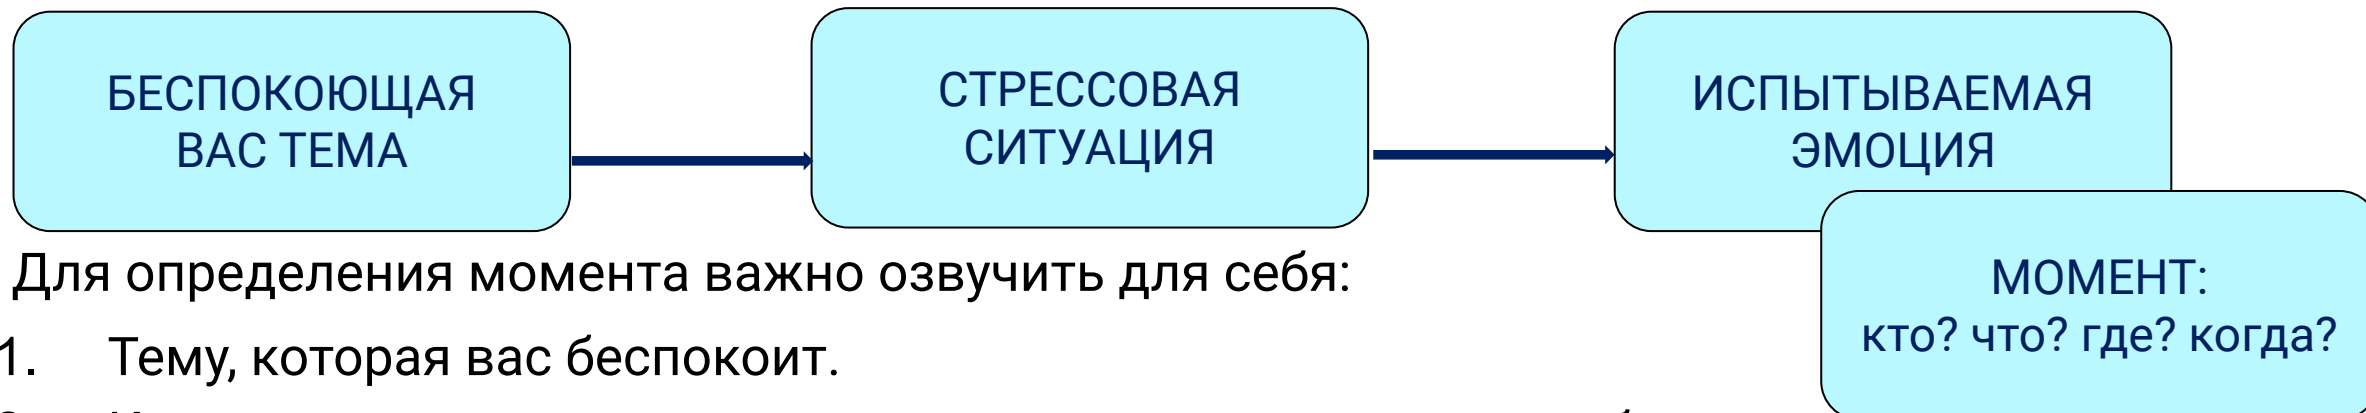 БЕСПОКОЮЩАЯ
ВАС ТЕМА
СТРЕССОВАЯ
СИТУАЦИЯ
ИСПЫТЫВАЕМАЯ
ЭМОЦИЯ
МОМЕНТ:
кто? что? где? когда?
Для определения момента важно озвучить для себя:
1. Тему, которая вас беспокоит.